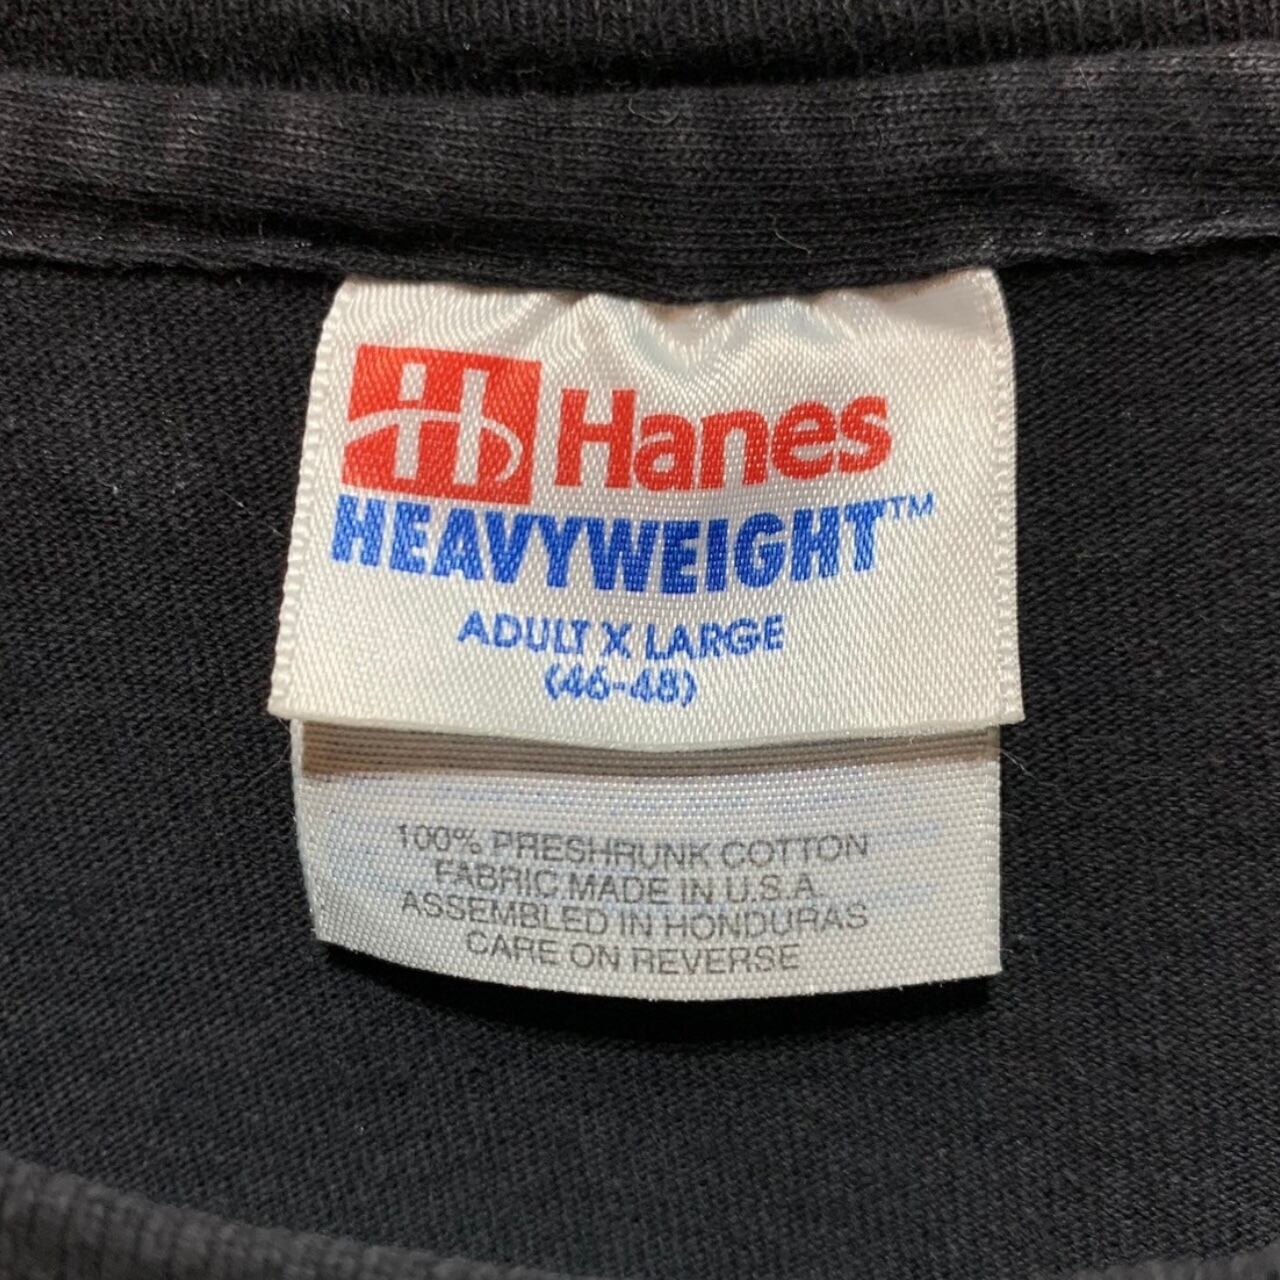 H Hanes
HEAVYWEIGHT™
ADULT X LARGE
(46-48)
100% PRESHRUNK COTTON
FABRIC MADE IN U.S.A.
ASSEMBLED IN HONDURAS
CARE ON REVERSE